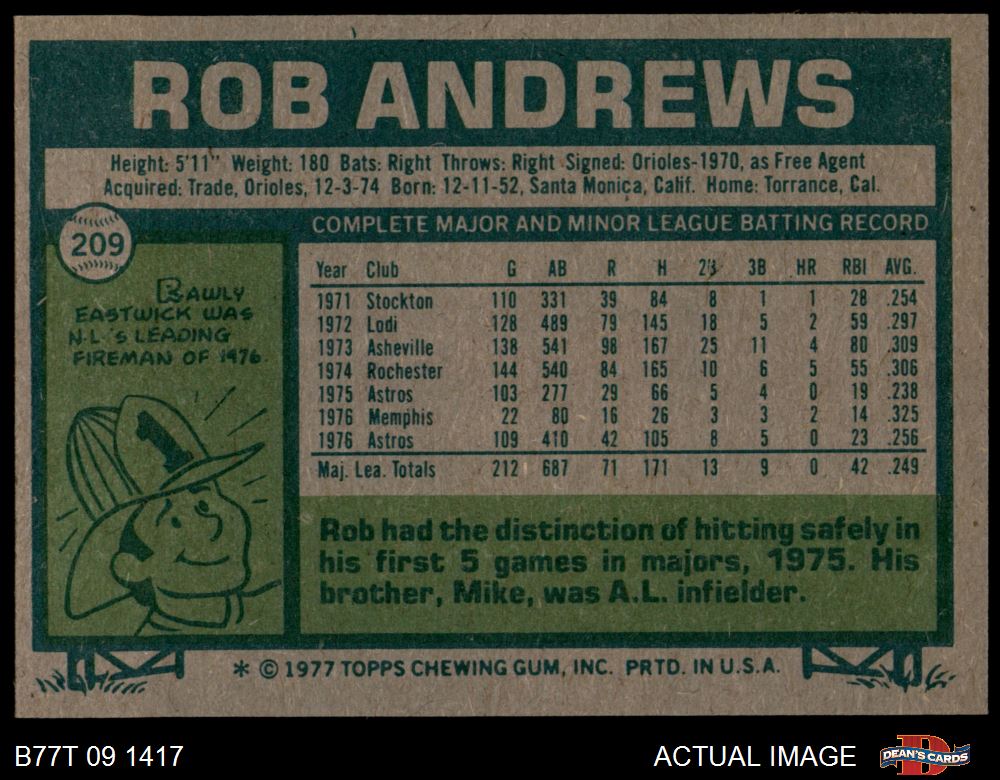 ROB ANDREWS
Height: 5'11" Weight: 180 Bats: Right Throws: Right Signed: Orioles-1970, as Free Agent
Acquired: Trade, Orioles, 12-3-74 Born: 12-11-52, Santa Monica, Calif. Home: Torrance, Cal.
209
RAWLY
EASTWICK WAS
N.L.'S LEADING
FIREMAN OF 1976.
1
COMPLETE MAJOR AND MINOR LEAGUE BATTING RECORD
Year Club G AB R H 2B 3B HR RBI AVG.
1971 Stockton 110 331 39 84 8 1 1 28 .254
1972 Lodi 128 489 79 145 18 5 2 59 .297
1973 Asheville 138 541 98 167 25 11 4 80 .309
1974 Rochester 144 540 84 165 10 6 5 55 .306
1975 Astros 103 277 29 66 5 4 0 19 .238
1976 Memphis 22 80 16 26 3 3 2 14 .325
1976 Astros 109 410 42 105 8 5 0 23 .256
Maj. Lea. Totals 212 687 71 171 13 9 0 42 .249
Rob had the distinction of hitting safely in
his first 5 games in majors, 1975. His
brother, Mike, was A.L. infielder.
* © 1977 TOPPS CHEWING GUM, INC. PRTD. IN U.S.A.
B77T 09 1417
ACTUAL IMAGE
DEAN'S CARDS